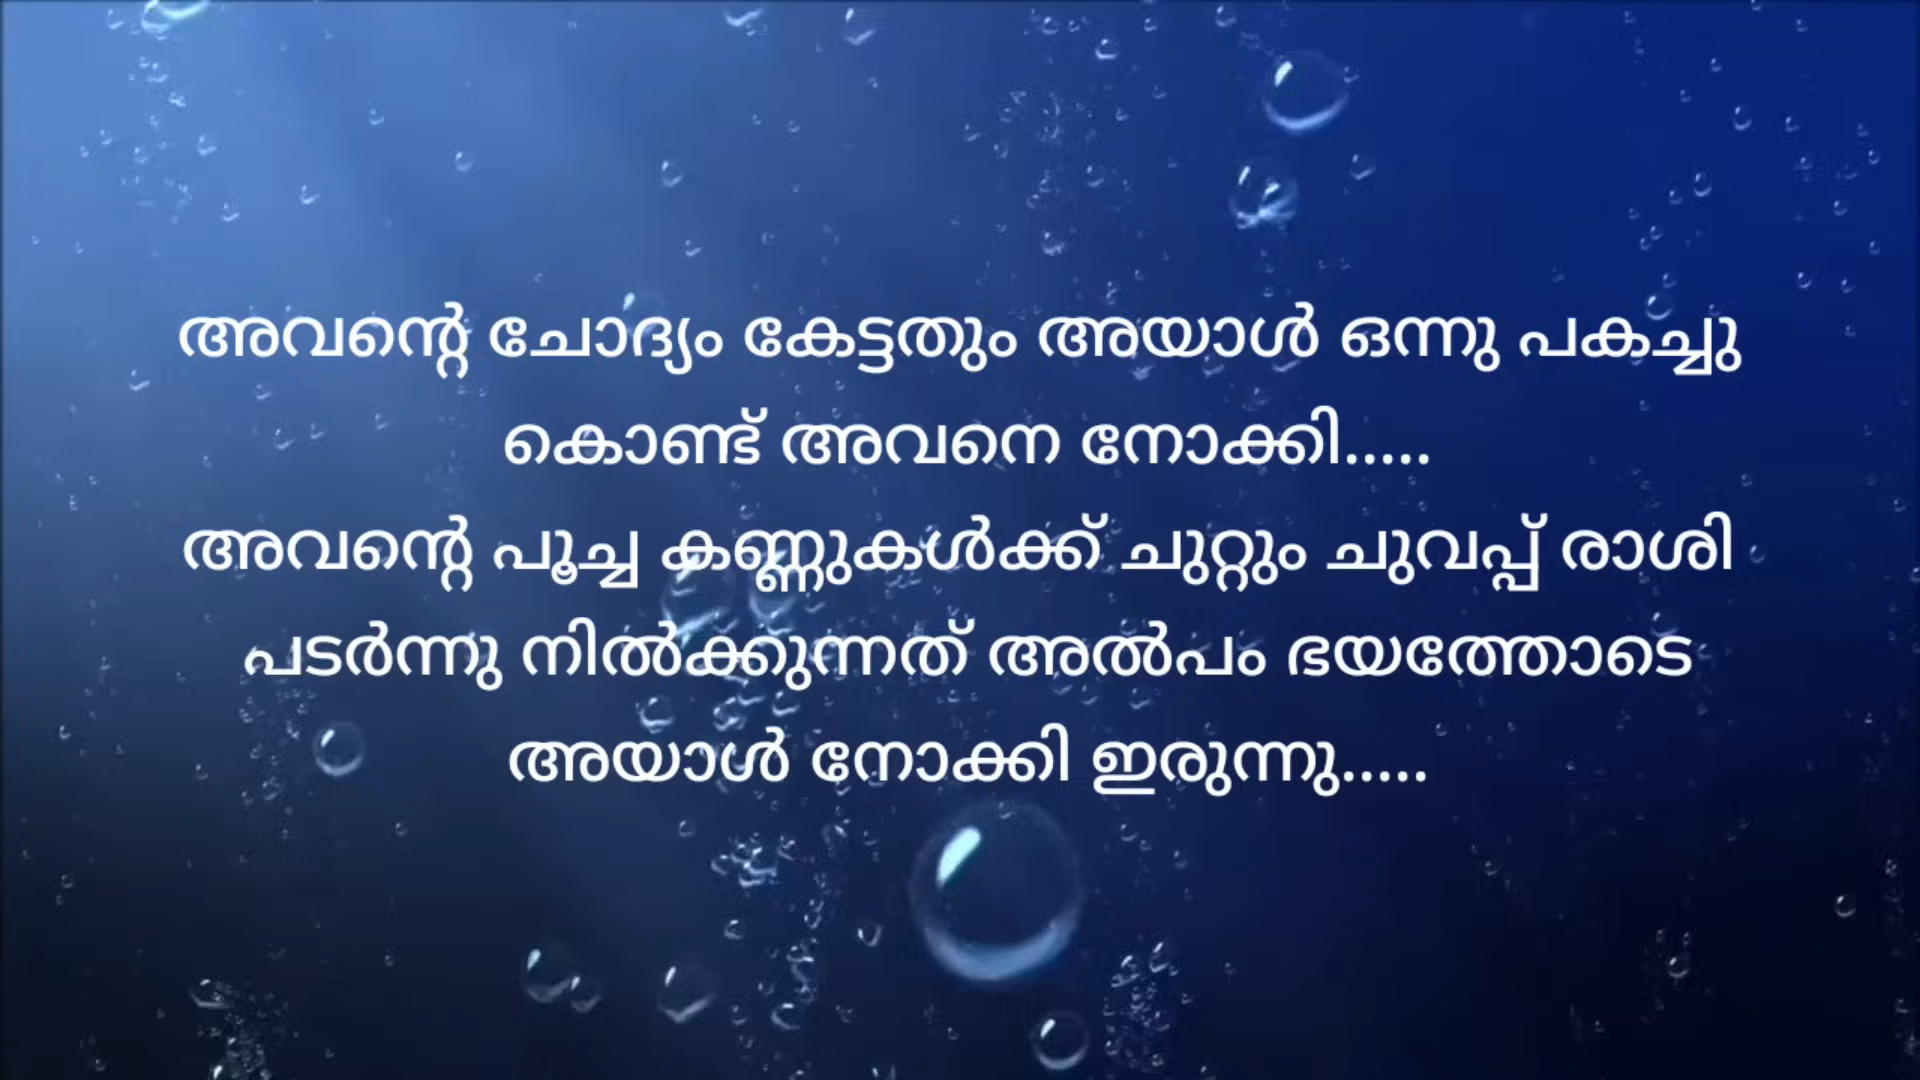 അവന്റെ ചോദ്യം കേട്ടതും അയാൾ ഒന്നു പകച്ചു
കൊണ്ട് അവനെ നോക്കി.....
അവന്റെ പൂച്ച കണ്ണുകൾക്ക് ചുറ്റും ചുവപ്പ് രാശി
പടർന്നു നിൽക്കുന്നത് അൽപം ഭയത്തോടെ
അയാൾ നോക്കി ഇരുന്നു.....